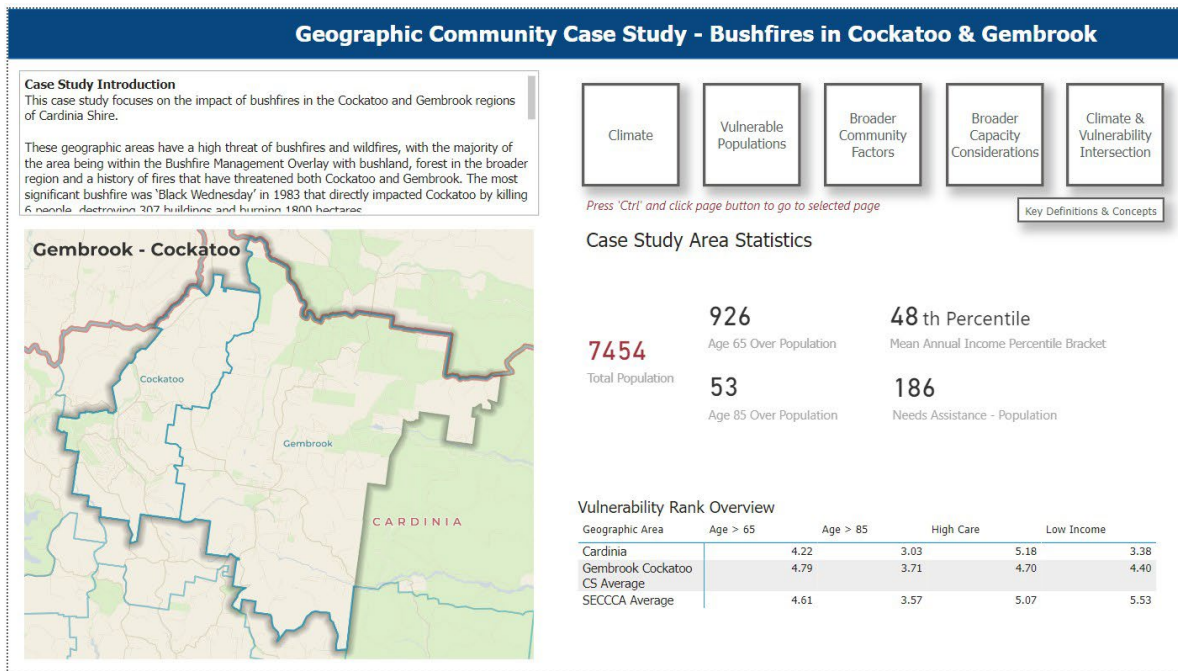 Geographic Community Case Study - Bushfires in Cockatoo & Gembrook
Case Study Introduction
This case study focuses on the impact of bushfires in the Cockatoo and Gembrook regions
of Cardinia Shire.
These geographic areas have a high threat of bushfires and wildfires, with the majority of
the area being within the Bushfire Management Overlay with bushland, forest in the broader
region and a history of fires that have threatened both Cockatoo and Gembrook. The most
significant bushfire was 'Black Wednesday' in 1983 that directly impacted Cockatoo by killing
6 people, destroying 307 buildings and burning 1800 hectares
Climate
Vulnerable
Populations
Broader
Community
Factors
Broader
Capacity
Considerations
Climate &
Vulnerability
Intersection
Press 'Ctrl' and click page button to go to selected page
Key Definitions & Concepts
Gembrook - Cockatoo
Cockatoo
Gembrook
CARDINIA
Case Study Area Statistics
7454
Total Population
926
Age 65 Over Population
48 th Percentile
Mean Annual Income Percentile Bracket
53
Age 85 Over Population
186
Needs Assistance - Population
Vulnerability Rank Overview
Geographic Area Age > 65 Age > 85 High Care Low Income
Cardinia 4.22 3.03 5.18 3.38
Gembrook Cockatoo 4.79 3.71 4.70 4.40
CS Average
SECCCA Average 4.61 3.57 5.07 5.53